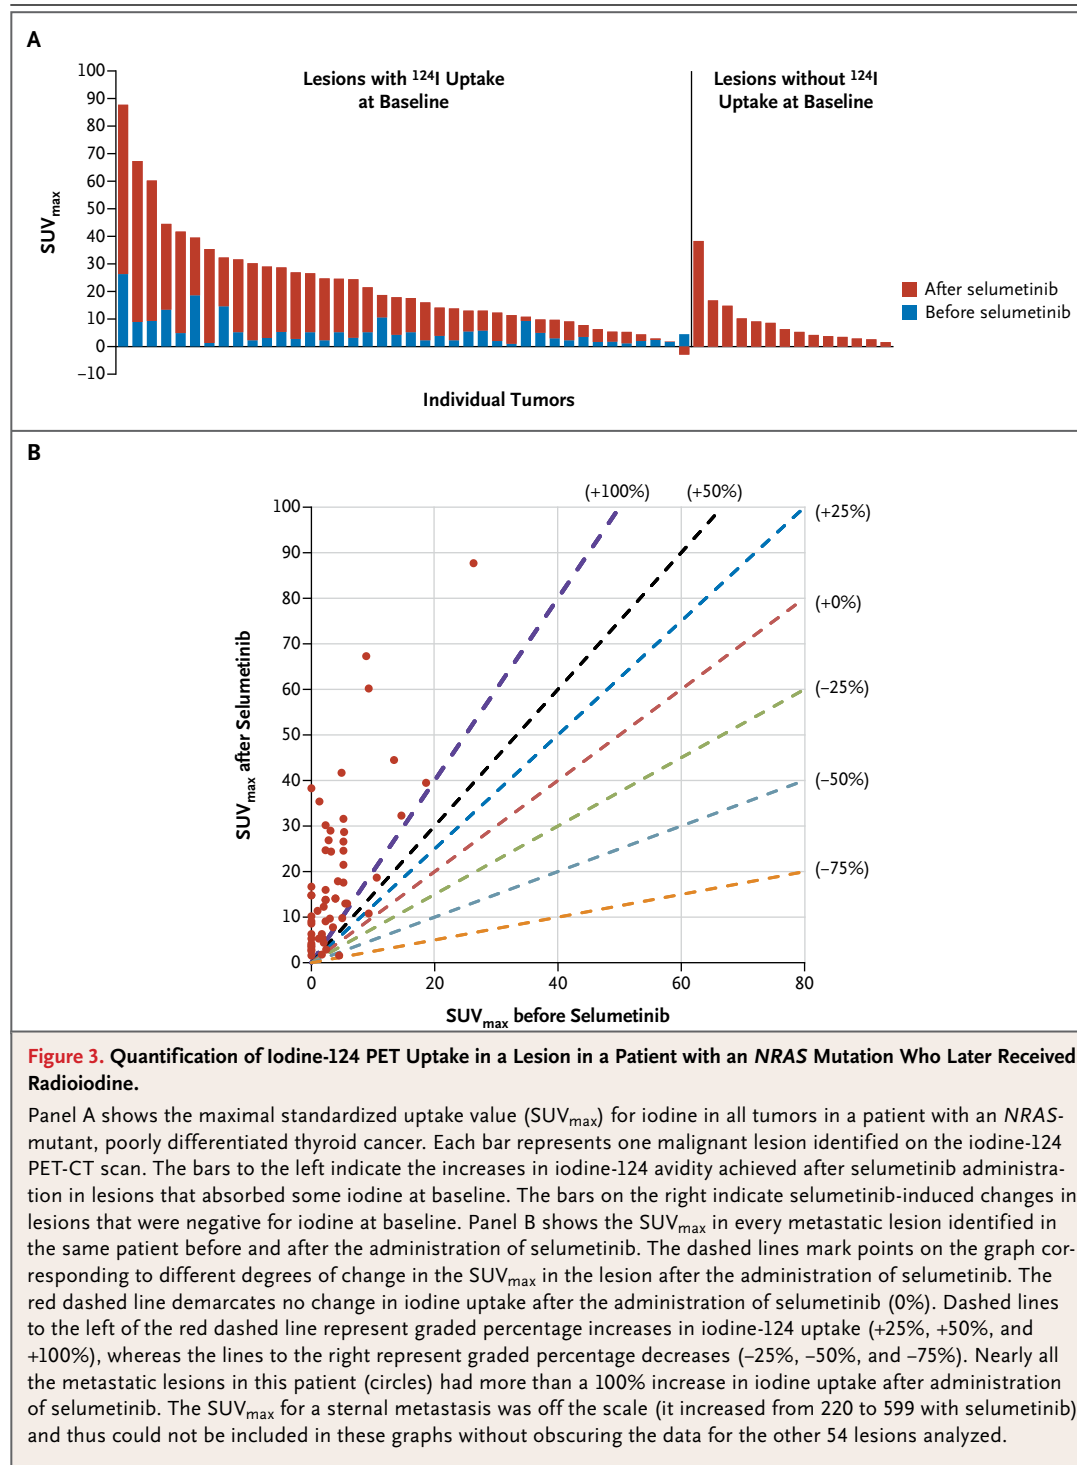 A
100
90
80
70
60
50
40
30
20
10
0
−10
SUVmax
Lesions with 124I Uptake
at Baseline
Lesions without 124I
Uptake at Baseline
After selumetinib
Before selumetinib
Individual Tumors
B
(+100%)
(+50%)
(+25%)
(+0%)
(−25%)
(−50%)
(−75%)
100
90
80
70
60
50
40
30
20
10
0
SUVmax after Selumetinib
0
20
40
60
80
SUVmax before Selumetinib
Figure 3. Quantification of Iodine-124 PET Uptake in a Lesion in a Patient with an NRAS Mutation Who Later Received
Radioiodine.
Panel A shows the maximal standardized uptake value (SUVmax) for iodine in all tumors in a patient with an NRAS-
mutant, poorly differentiated thyroid cancer. Each bar represents one malignant lesion identified on the iodine-124
PET-CT scan. The bars to the left indicate the increases in iodine-124 avidity achieved after selumetinib administra-
tion in lesions that absorbed some iodine at baseline. The bars on the right indicate selumetinib-induced changes in
lesions that were negative for iodine at baseline. Panel B shows the SUVmax in every metastatic lesion identified in
the same patient before and after the administration of selumetinib. The dashed lines mark points on the graph cor-
responding to different degrees of change in the SUVmax in the lesion after the administration of selumetinib. The
red dashed line demarcates no change in iodine uptake after the administration of selumetinib (0%). Dashed lines
to the left of the red dashed line represent graded percentage increases in iodine-124 uptake (+25%, +50%, and
+100%), whereas the lines to the right represent graded percentage decreases (−25%, −50%, and −75%). Nearly all
the metastatic lesions in this patient (circles) had more than a 100% increase in iodine uptake after administration
of selumetinib. The SUVmax for a sternal metastasis was off the scale (it increased from 220 to 599 with selumetinib)
and thus could not be included in these graphs without obscuring the data for the other 54 lesions analyzed.